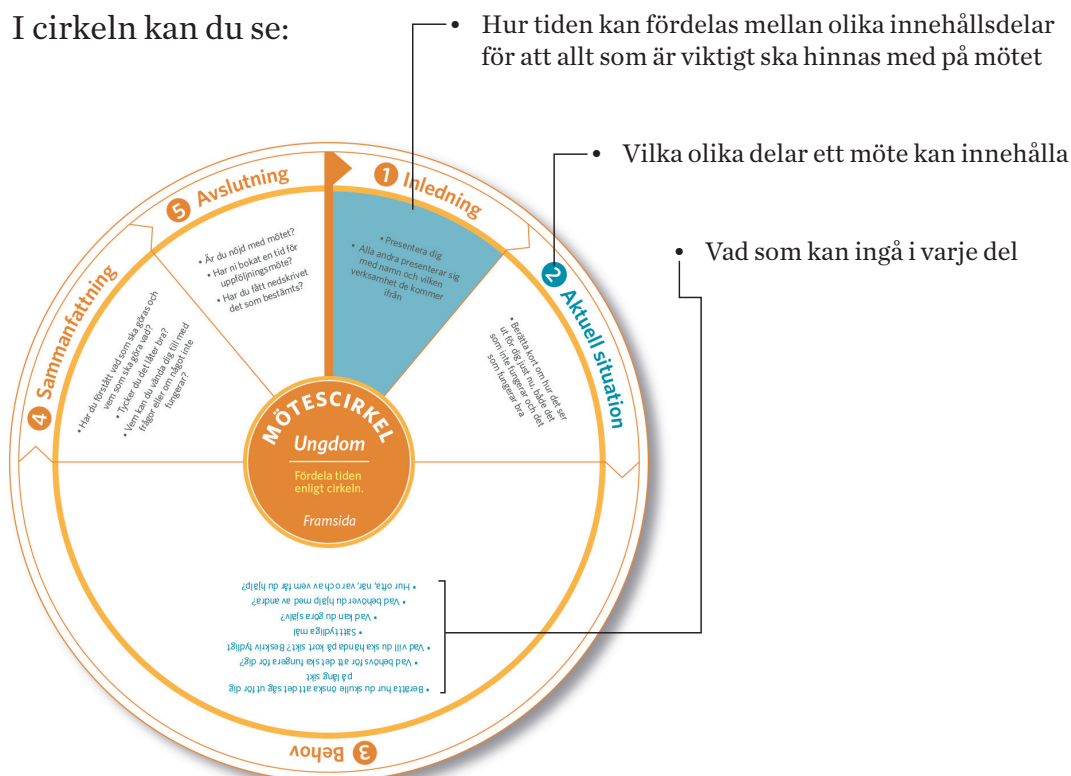 I cirkeln kan du se:
• Hur tiden kan fördelas mellan olika innehållsdelar
för att allt som är viktigt ska hinnas med på mötet
• Vilka olika delar ett möte kan innehålla
• Vad som kan ingå i varje del
1 Inledning
• Presentera dig
• Alla andra presenterar sig
med namn och vilken
verksamhet de kommer
ifrån
2 Aktuell situation
• Berätta kort om hur det ser
ut för dig just nu, både det
som inte fungerar och det
som fungerar bra
3 Behov
• Berätta hur du skulle önska att det såg ut för dig
på lång sikt
• Vad behövs för att det ska fungera för dig?
• Vad vill du ska hända på kort sikt? Beskriv tydligt
• Sätt tydliga mål
• Vad kan du göra själv?
• Vad behöver du hjälp med av andra?
• Hur ofta, när, var och av vem får du hjälp?
4 Sammanfattning
• Har du förstått vad som ska göras och
vem som ska göra vad?
• Tycker du det låter bra?
• Vem kan du vända dig till med
frågor eller om något inte
fungerar?
5 Avslutning
• Är du nöjd med mötet?
• Har ni bokat en tid för
uppföljningsmöte?
• Har du fått nedskrivet
det som bestämts?
MÖTESCIRKEL
Ungdom
Fördela tiden
enligt cirkeln.
Framsida